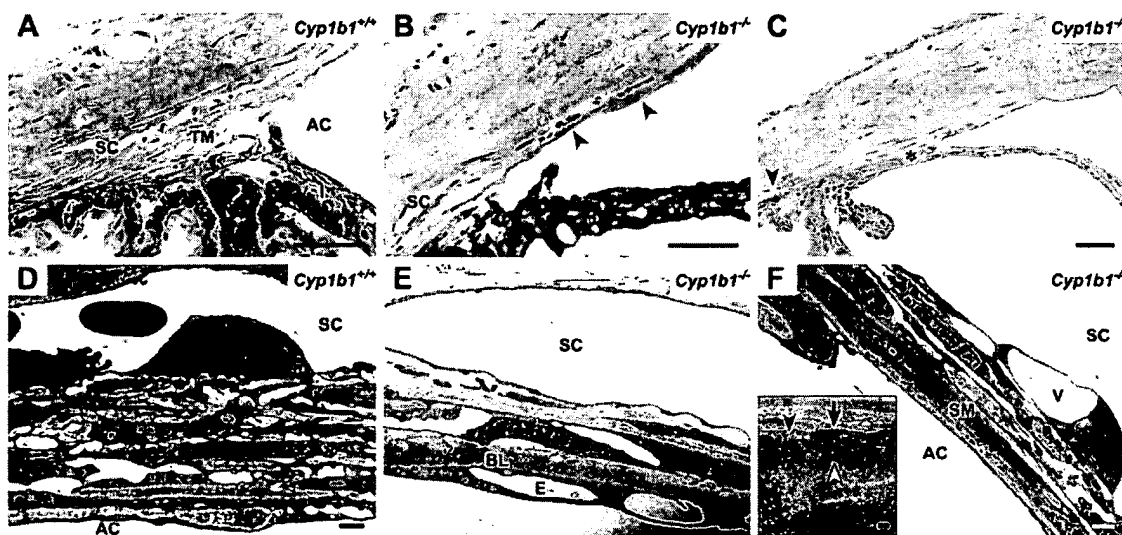 A Cyp1b1+/+ SC TM AC
B Cyp1b1-/- SC
C Cyp1b1-/- *
D Cyp1b1+/+ SC AC
E Cyp1b1-/- SC BL E
F Cyp1b1-/- SC V SM AC